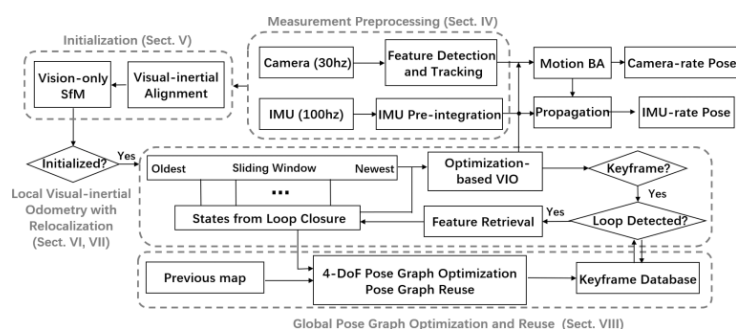 Measurement Preprocessing (Sect. IV)
Initialization (Sect. V)
Camera (30hz)
Feature Detection
and Tracking
Motion BA
Camera-rate Pose
Vision-only
SfM
Visual-inertial
Alignment
IMU (100hz)
IMU Pre-integration
Propagation
IMU-rate Pose
Initialized?
Yes
Oldest
Sliding Window
Newest
...
Optimization-
based VIO
Keyframe?
Yes
Local Visual-inertial
Odometry with
Relocalization
(Sect. VI, VII)
States from Loop Closure
Feature Retrieval
Yes
Loop Detected?
Previous map
4-DoF Pose Graph Optimization
Pose Graph Reuse
Keyframe Database
Global Pose Graph Optimization and Reuse (Sect. VIII)